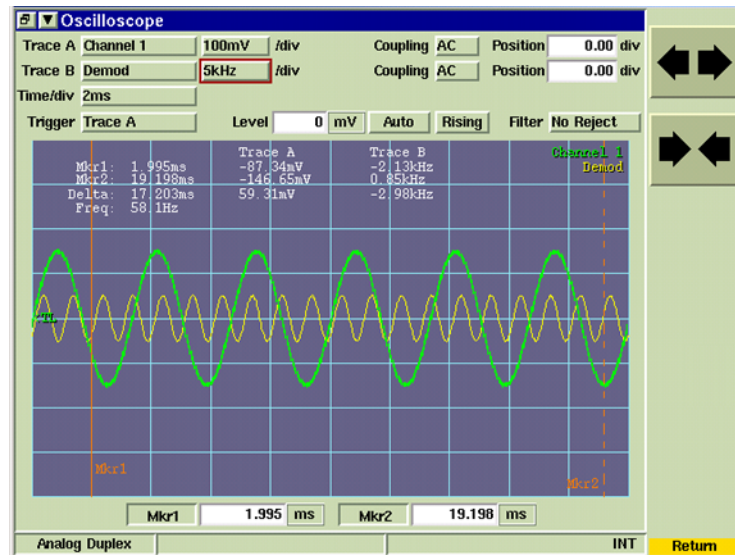 Oscilloscope
Trace A Channel 1 100mV /div Coupling AC Position 0.00 div
Trace B Demod 5kHz /div Coupling AC Position 0.00 div
Time/div 2ms
Trigger Trace A Level 0 mV Auto Rising Filter No Reject
Trace A Trace B Channel 1
Mkr1: 1.995ms -87.34mV -2.13kHz Demod
Mkr2: 19.198ms -146.65mV 0.85kHz
Delta: 17.203ms 59.31mV -2.98kHz
Freq: 58.1Hz
TL
Mkr1
Mkr2
Mkr1 1.995 ms Mkr2 19.198 ms
Analog Duplex INT Return